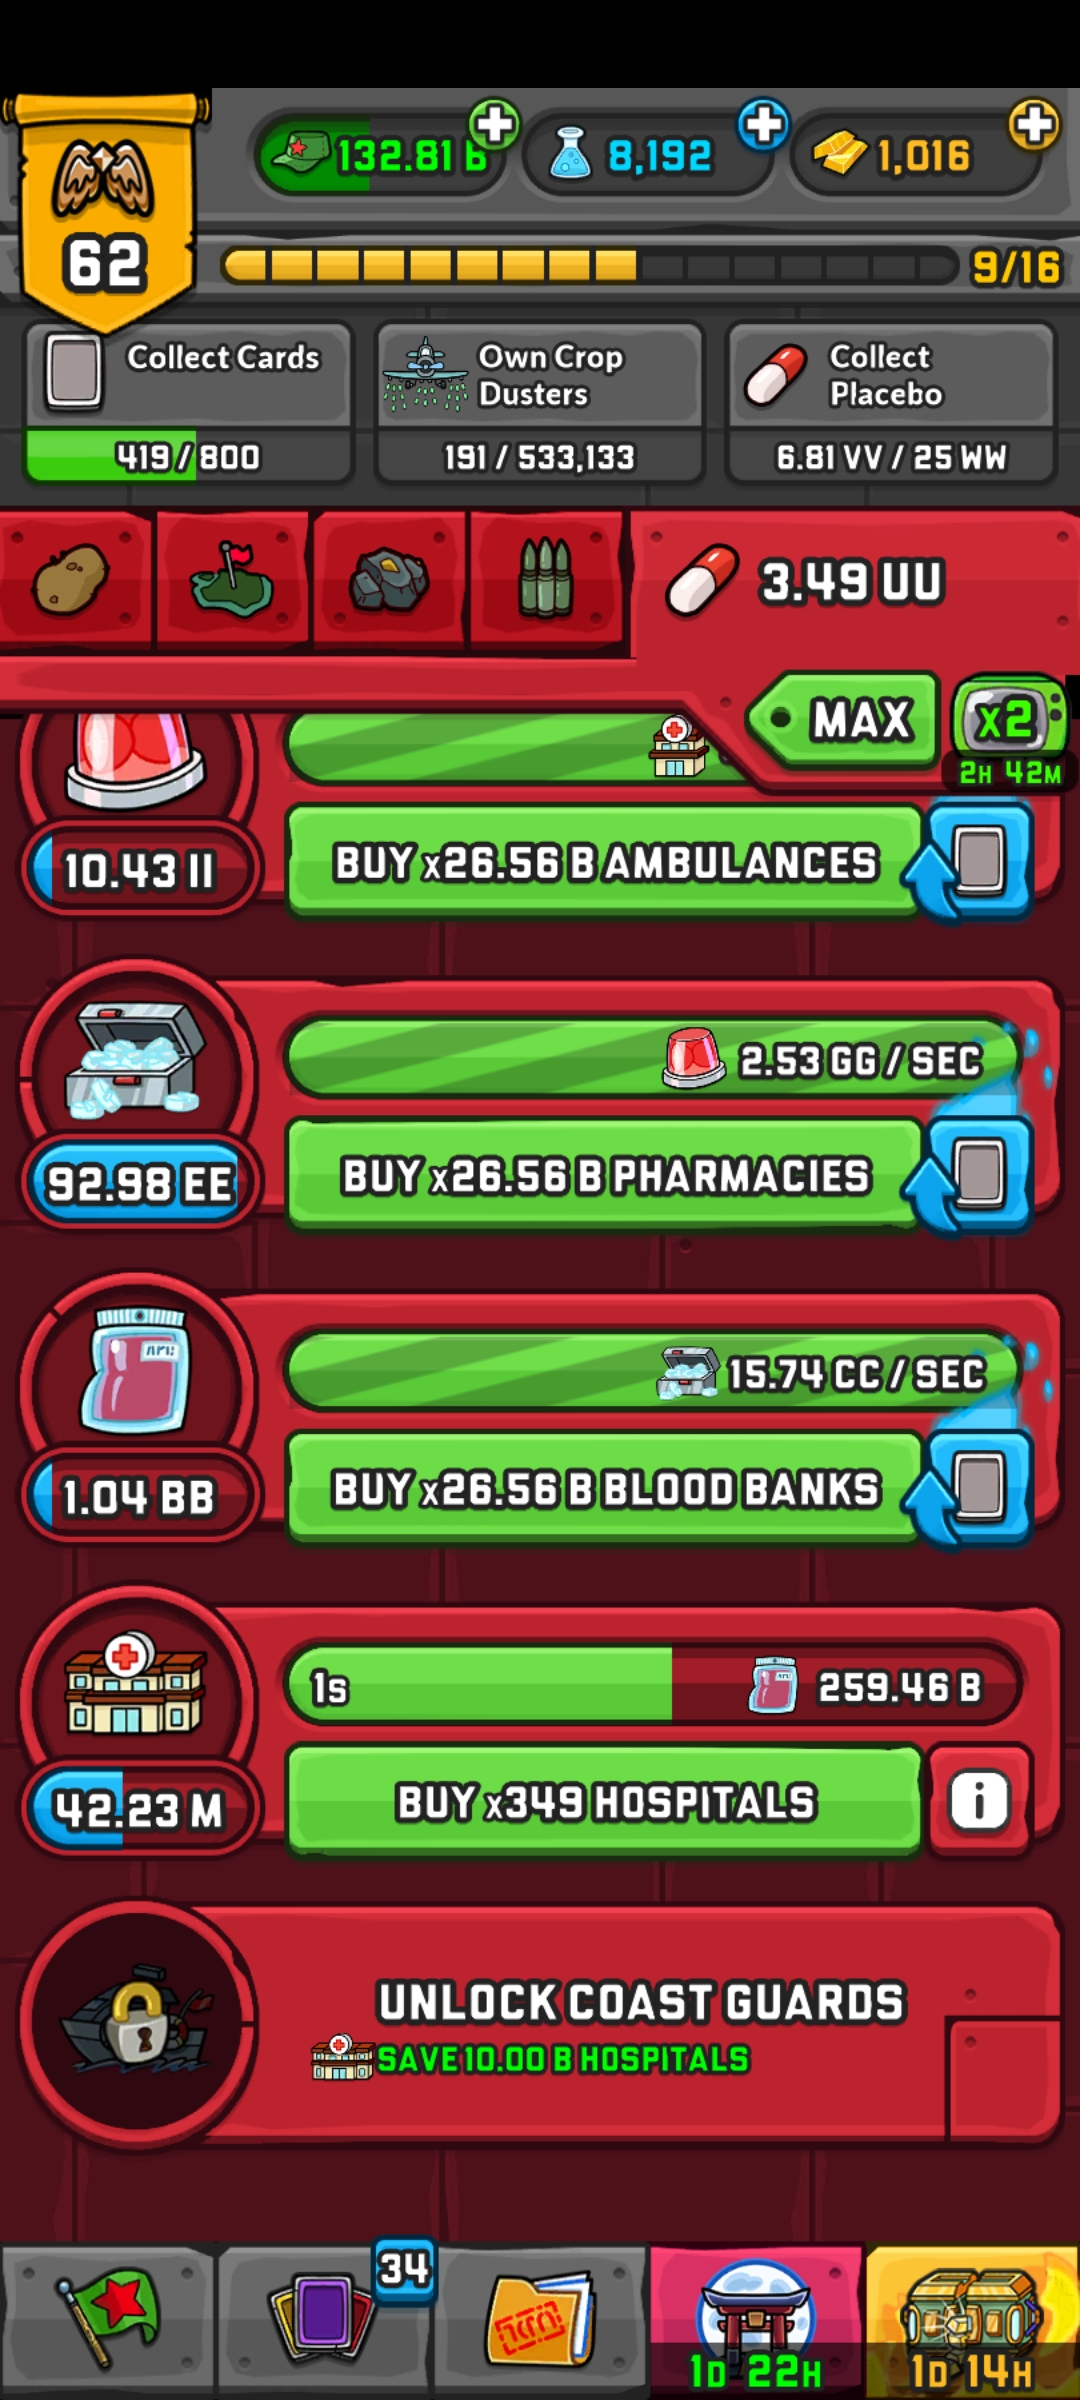 132.81 B
8,192
1,016
62
9/16
Collect Cards
419 / 800
Own Crop
Dusters
191 / 533,133
Collect
Placebo
6.81 VV / 25 WW
3.49 UU
MAX
x2
2H 42M
10.43 II
BUY x26.56 B AMBULANCES
2.53 GG / SEC
92.98 EE
BUY x26.56 B PHARMACIES
15.74 CC / SEC
1.04 BB
BUY x26.56 B BLOOD BANKS
1s
259.46 B
42.23 M
BUY x349 HOSPITALS
i
UNLOCK COAST GUARDS
SAVE 10.00 B HOSPITALS
34
1D 22H
1D 14H